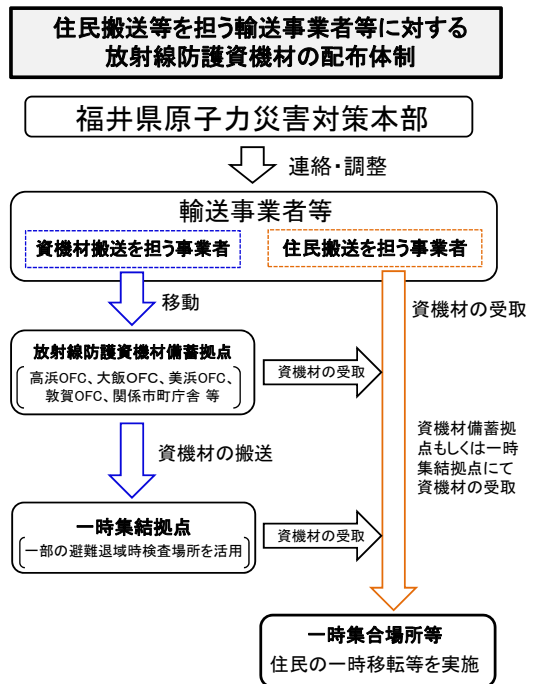 住民搬送等を担う輸送事業者等に対する
放射線防護資機材の配布体制
福井県原子力災害対策本部
連絡・調整
輸送事業者等
資機材搬送を担う事業者
住民搬送を担う事業者
移動
資機材の受取
放射線防護資機材備蓄拠点
高浜OFC、大飯OFC、美浜OFC、
敦賀OFC、関係市町庁舎 等
資機材の受取
資機材の搬送
資機材備蓄拠
点もしくは一時
集結拠点にて
資機材の受取
一時集結拠点
一部の避難退域時検査場所を活用
資機材の受取
一時集合場所等
住民の一時移転等を実施